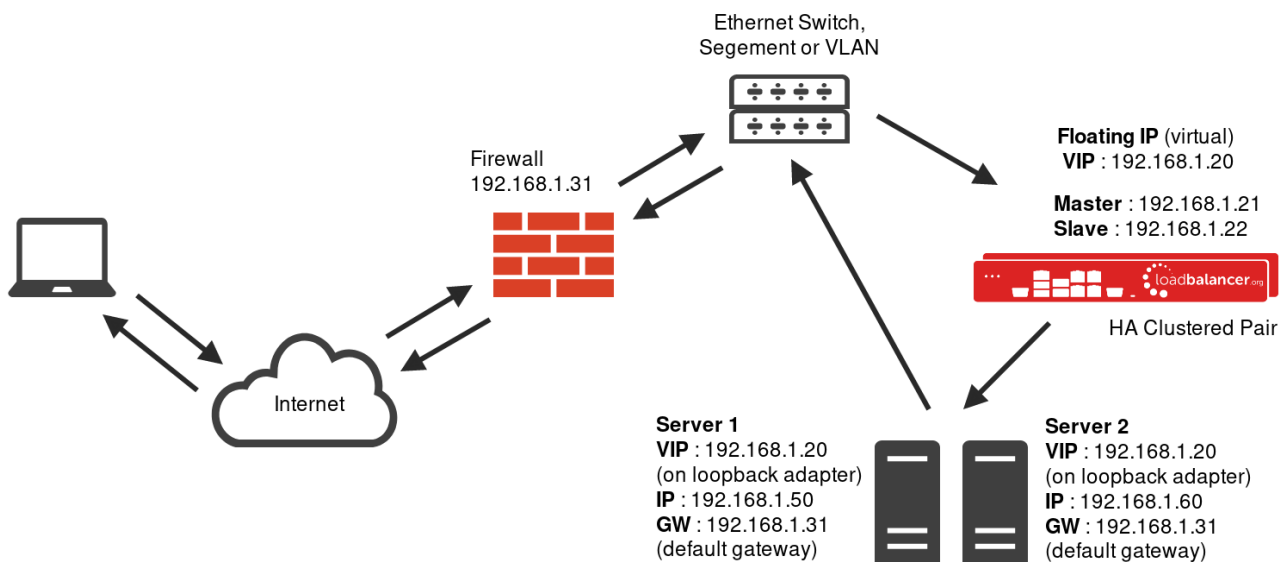 Ethernet Switch,
Segement or VLAN
Firewall
192.168.1.31
Floating IP (virtual)
VIP : 192.168.1.20
Master : 192.168.1.21
Slave : 192.168.1.22
loadbalancer.org
HA Clustered Pair
Internet
Server 1
VIP : 192.168.1.20
(on loopback adapter)
IP : 192.168.1.50
GW : 192.168.1.31
(default gateway)
Server 2
VIP : 192.168.1.20
(on loopback adapter)
IP : 192.168.1.60
GW : 192.168.1.31
(default gateway)